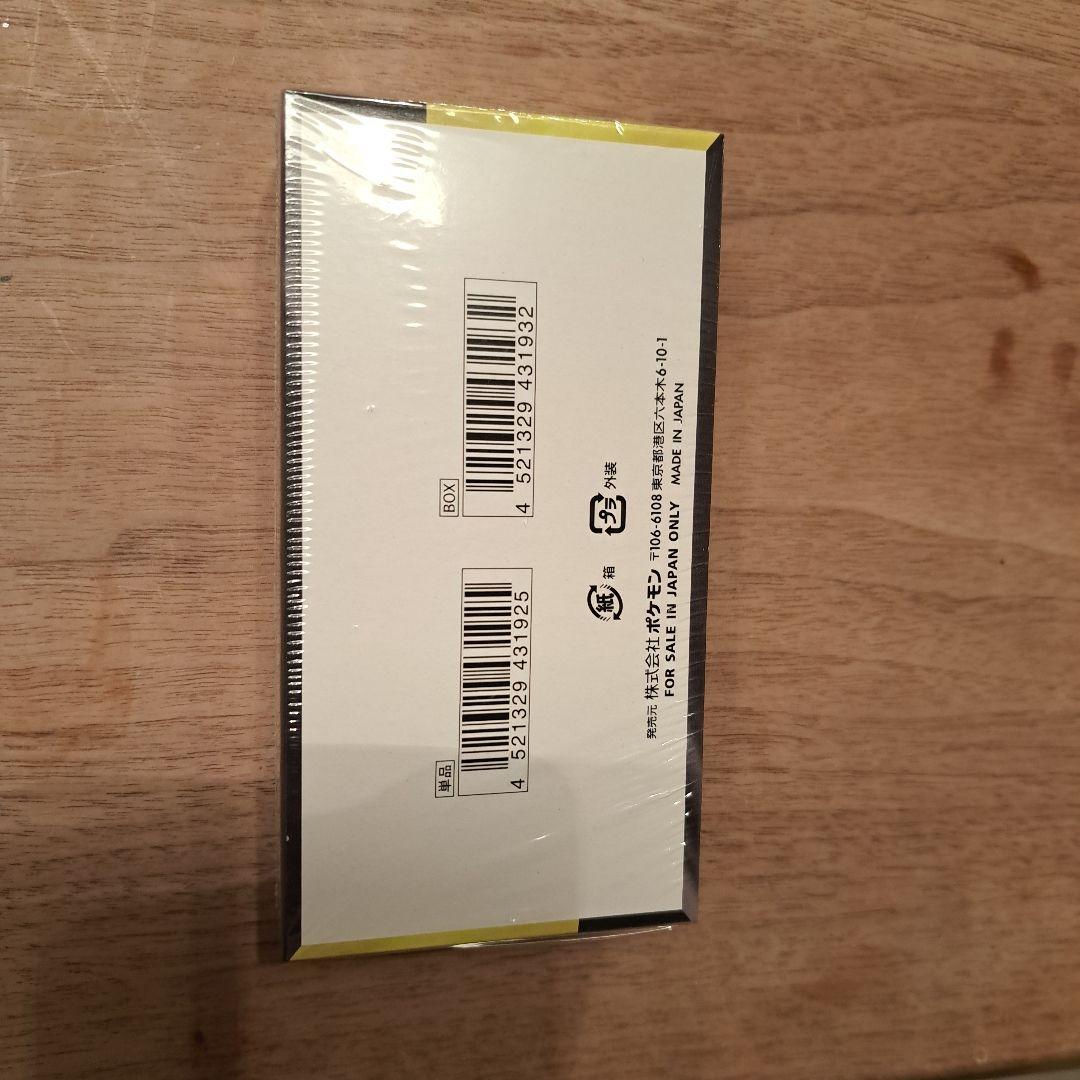 単品
4 521329 431925
BOX
4 521329 431932
紙 箱
プラ 外装
発売元 株式会社ポケモン 〒106-6108 東京都港区六本木6-10-1
FOR SALE IN JAPAN ONLY MADE IN JAPAN